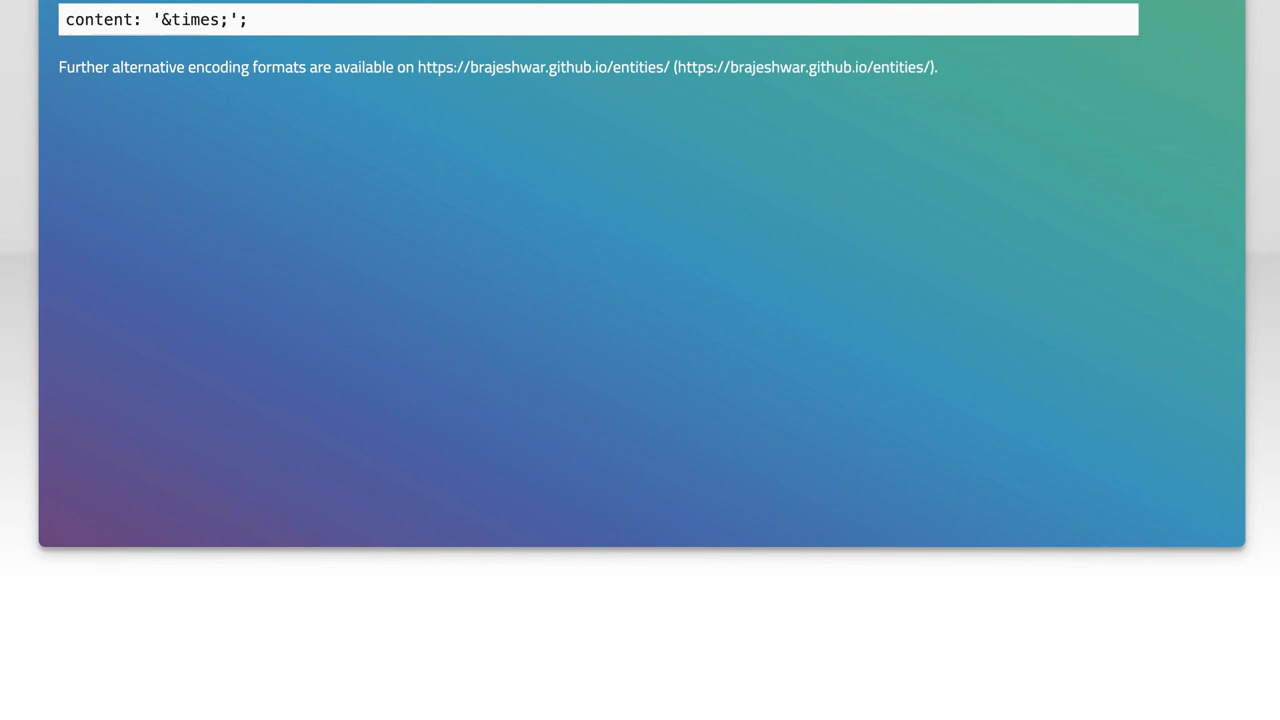 content: '&times;';
Further alternative encoding formats are available on https://brajeshwar.github.io/entities/ (https://brajeshwar.github.io/entities/).